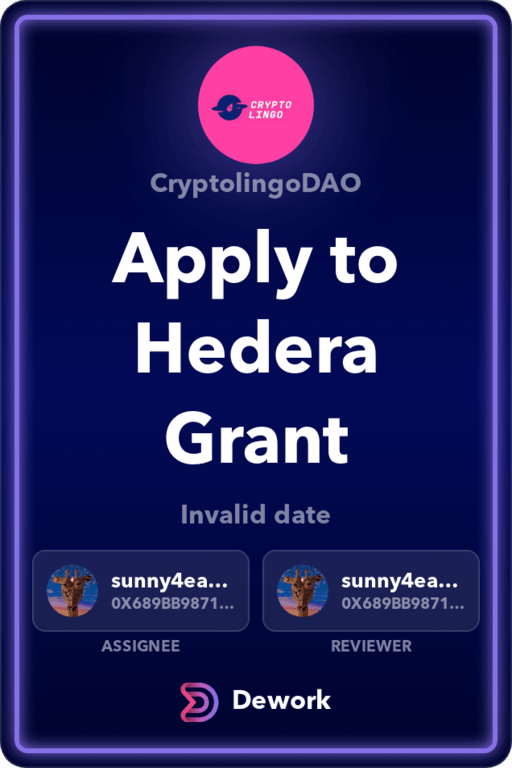 CRYPTO
LINGO
CryptolingoDAO
Apply to
Hedera
Grant
Invalid date
sunny4ea...
0X689BB9871...
ASSIGNEE
sunny4ea...
0X689BB9871...
REVIEWER
Dework